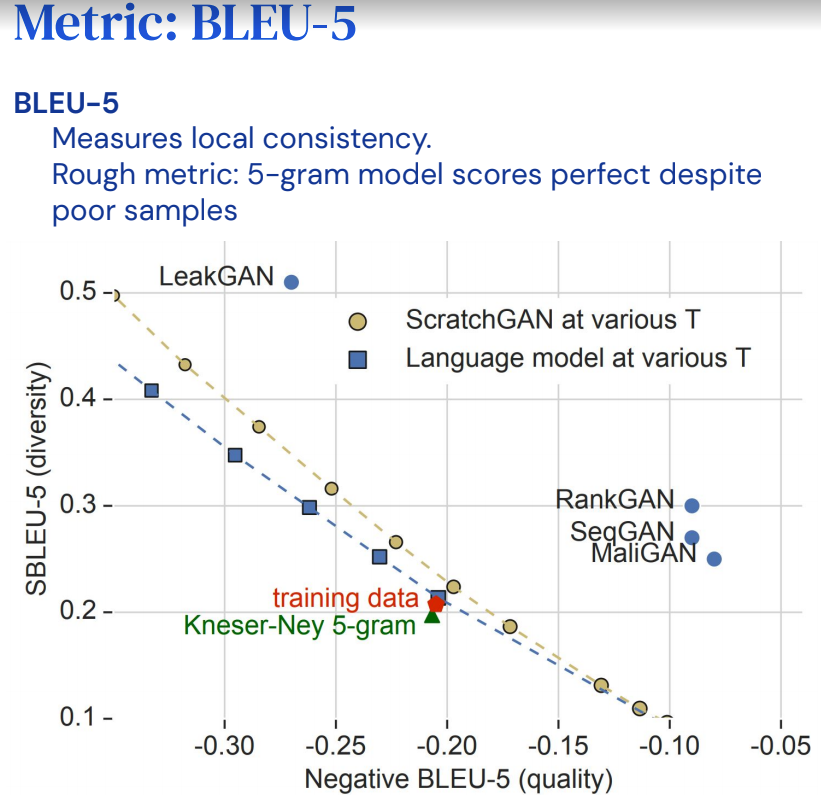 Metric: BLEU-5
BLEU-5
Measures local consistency.
Rough metric: 5-gram model scores perfect despite
poor samples
LeakGAN
ScratchGAN at various T
Language model at various T
RankGAN
SeqGAN
MaliGAN
training data
Kneser-Ney 5-gram
SBLEU-5 (diversity)
0.5
0.4
0.3
0.2
0.1
-0.30 -0.25 -0.20 -0.15 -0.10 -0.05
Negative BLEU-5 (quality)